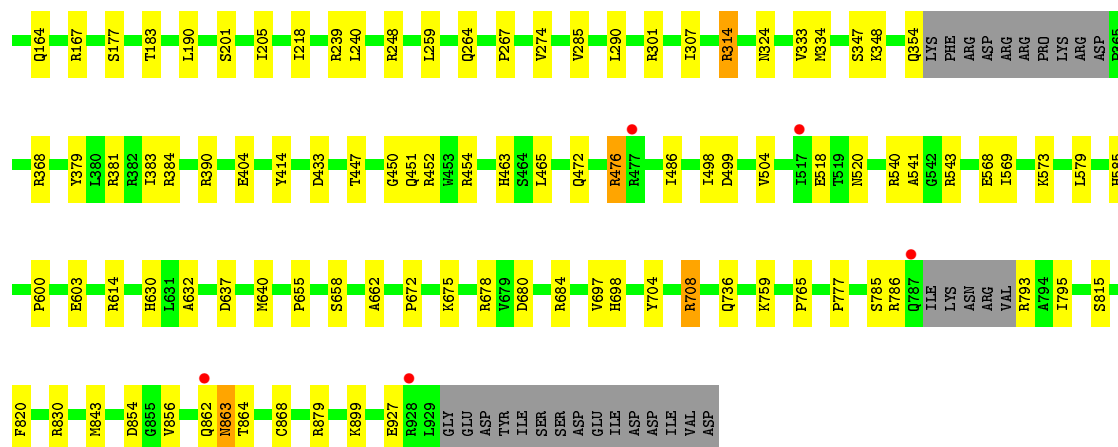 Q164 R167 S177 T183 L190 S201 I205 I218 R239 L240 R248 L259 Q264 P267 V274 V285 L290 R301 I307 R314 N324 V333 M334 S347 K348 Q354 LYS PHE ARG ASP ARG ARG PRO LYS ARG ASP P365
R368 Y379 L380 R381 R382 I383 R384 R390 E404 Y414 D433 T447 G450 Q451 R452 W453 R454 H463 S464 L465 Q472 R476 R477 I486 I498 D499 V504 I517 E518 T519 N520 R540 A541 G542 R543 E568 I569 K573 L579 H585
P600 E603 R614 H630 L631 A632 D637 M640 P655 S658 A662 P672 K675 R678 V679 D680 R684 V697 H698 Y704 R708 Q736 K759 P765 P777 S785 R786 Q787 ILE LYS ASN ARG VAL R793 A794 I795 S815
F820 R830 M843 D854 G855 V856 Q862 N863 T864 C868 R879 K899 E927 R928 L929 GLY GLU ASP TYR ILE SER SER ASP GLU ILE ASP ASP ILE VAL ASP